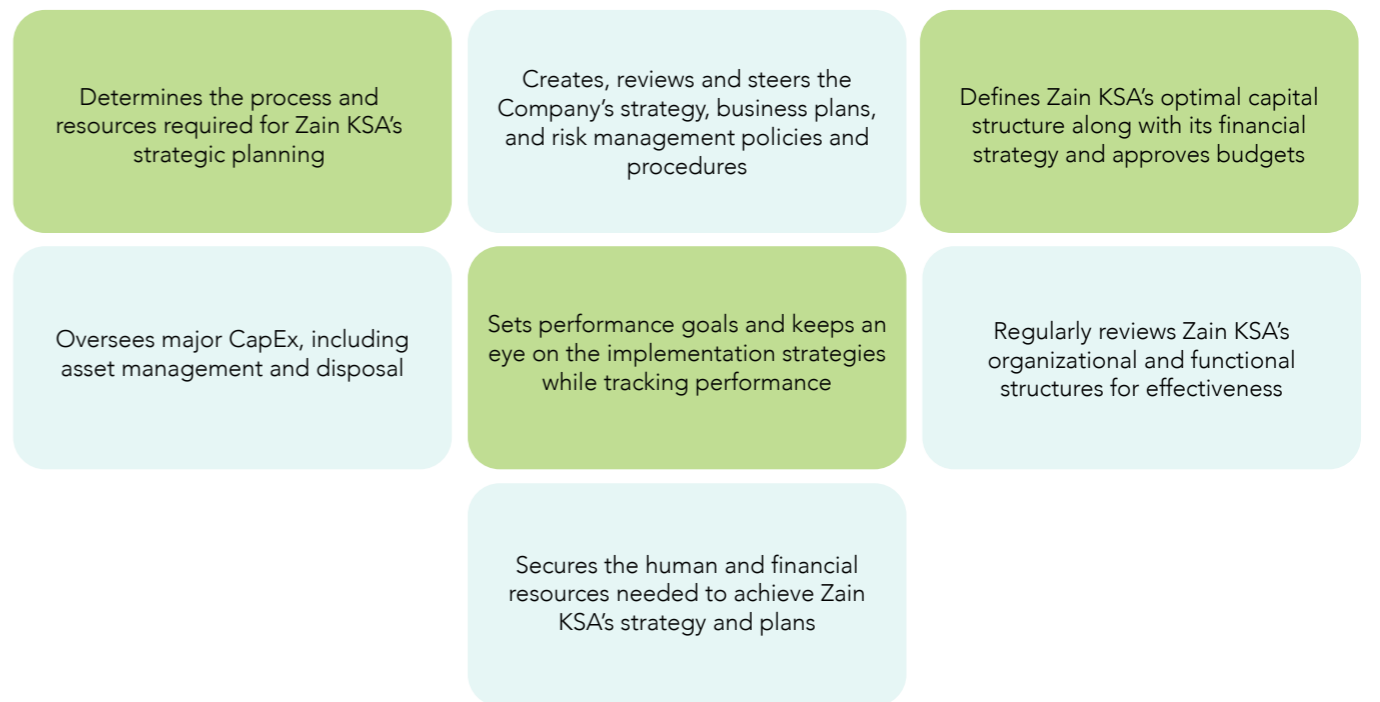 Determines the process and
resources required for Zain KSA’s
strategic planning
Creates, reviews and steers the
Company’s strategy, business plans,
and risk management policies and
procedures
Defines Zain KSA’s optimal capital
structure along with its financial
strategy and approves budgets
Oversees major CapEx, including
asset management and disposal
Sets performance goals and keeps an
eye on the implementation strategies
while tracking performance
Regularly reviews Zain KSA’s
organizational and functional
structures for effectiveness
Secures the human and financial
resources needed to achieve Zain
KSA’s strategy and plans